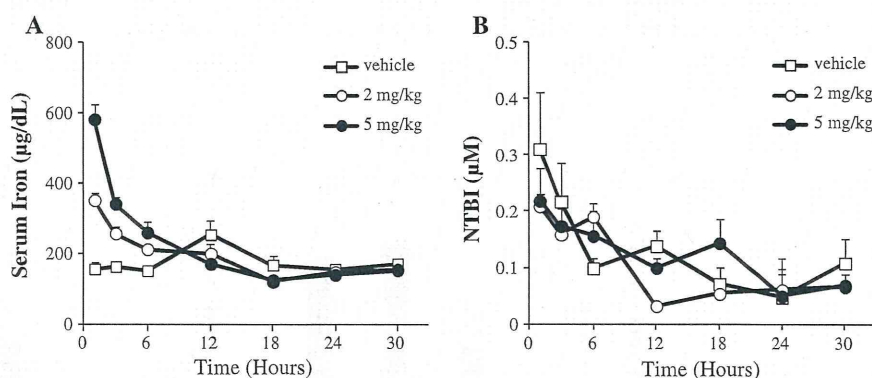 A
800
600
400
200
0
Serum Iron (µg/dL)
0 6 12 18 24 30
Time (Hours)
vehicle
2 mg/kg
5 mg/kg
B
0.5
0.4
0.3
0.2
0.1
0
NTBI (µM)
0 6 12 18 24 30
Time (Hours)
vehicle
2 mg/kg
5 mg/kg